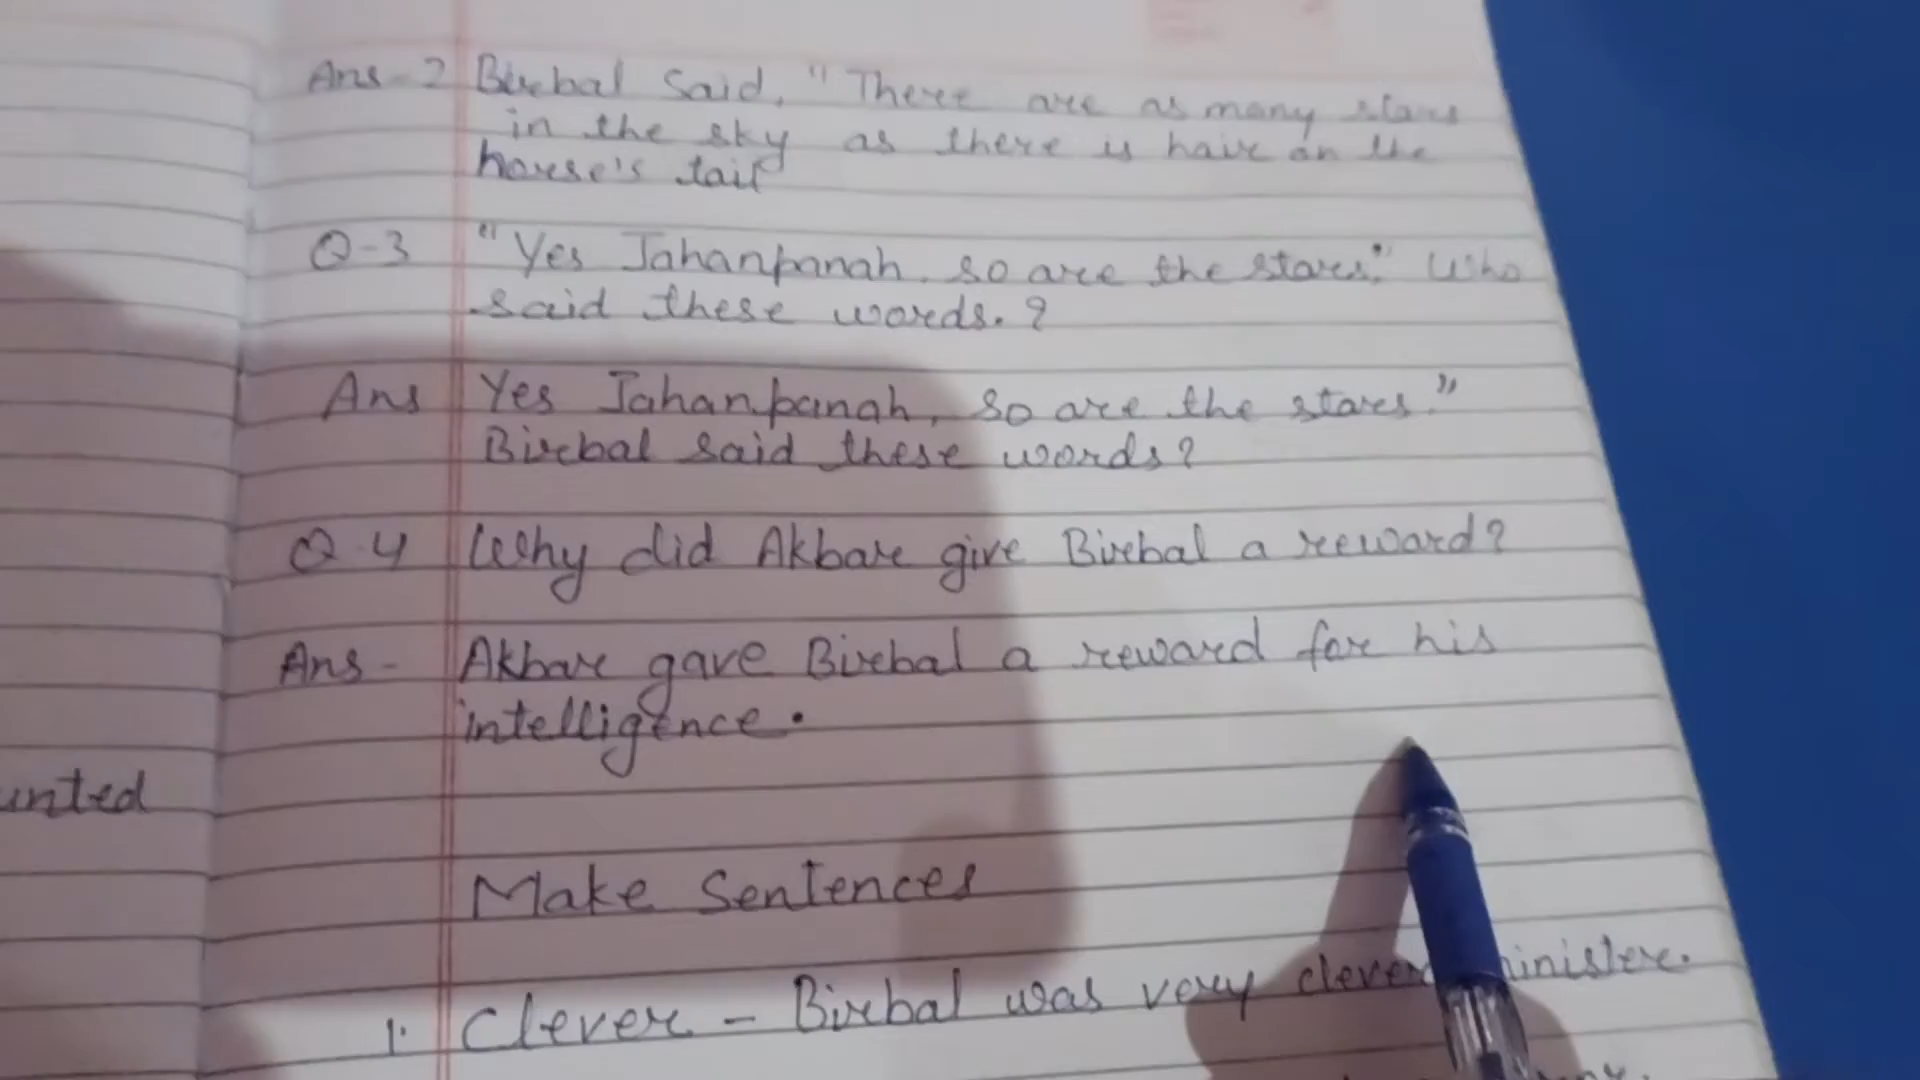 Ans-2 Birbal Said, "There are as many stars
in the sky as there is hair on the
horse's tail
Q-3 "Yes Jahanpanah. so are the stars." Who
said these words.?
Ans Yes Jahanpanah, so are the stars."
Birbal said these words?
Q.4 Why did Akbar give Birbal a reward?
Ans- Akbar gave Birbal a reward for his
intelligence.
unted
Make Sentences
1. Clever - Birbal was very clever minister.